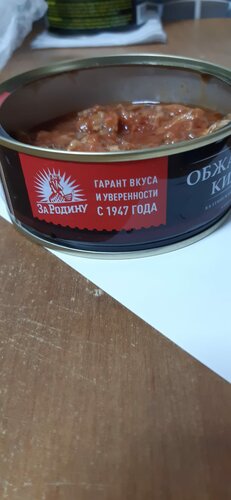 ЗА РОДИНУ
ГАРАНТ ВКУСА
И УВЕРЕННОСТИ
С 1947 ГОДА
ОБЖА
КИ